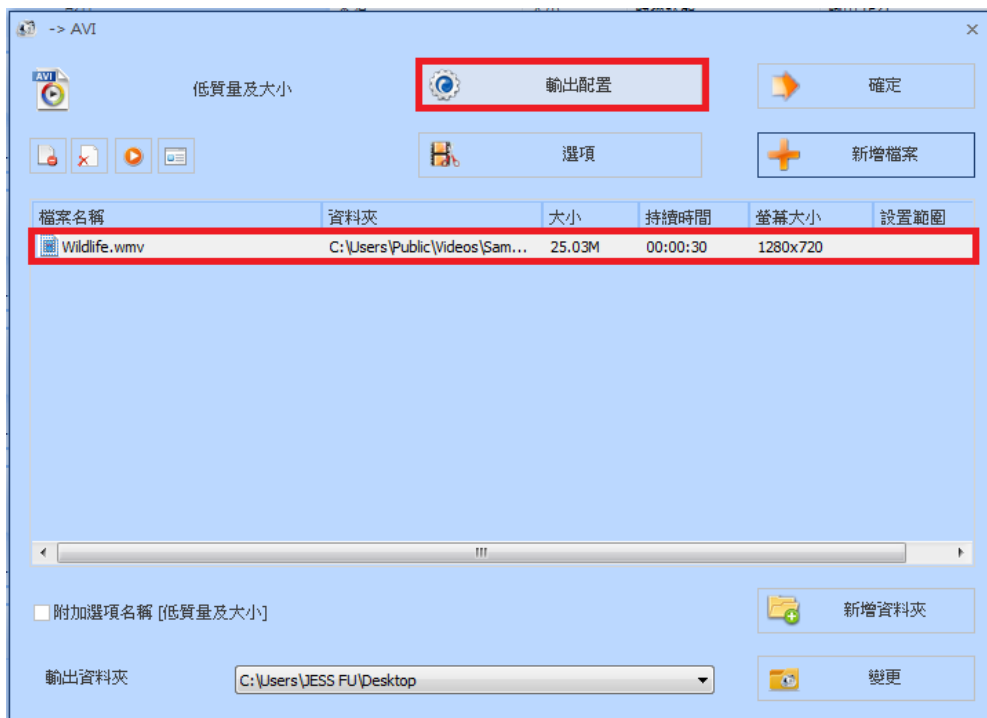 -> AVI
AVI
低質量及大小
輸出配置
確定
選項
新增檔案
檔案名稱 資料夾 大小 持續時間 螢幕大小 設置範圍
Wildlife.wmv C:\Users\Public\Videos\Sam... 25.03M 00:00:30 1280x720
附加選項名稱 [低質量及大小]
新增資料夾
輸出資料夾
C:\Users\JESS FU\Desktop
變更